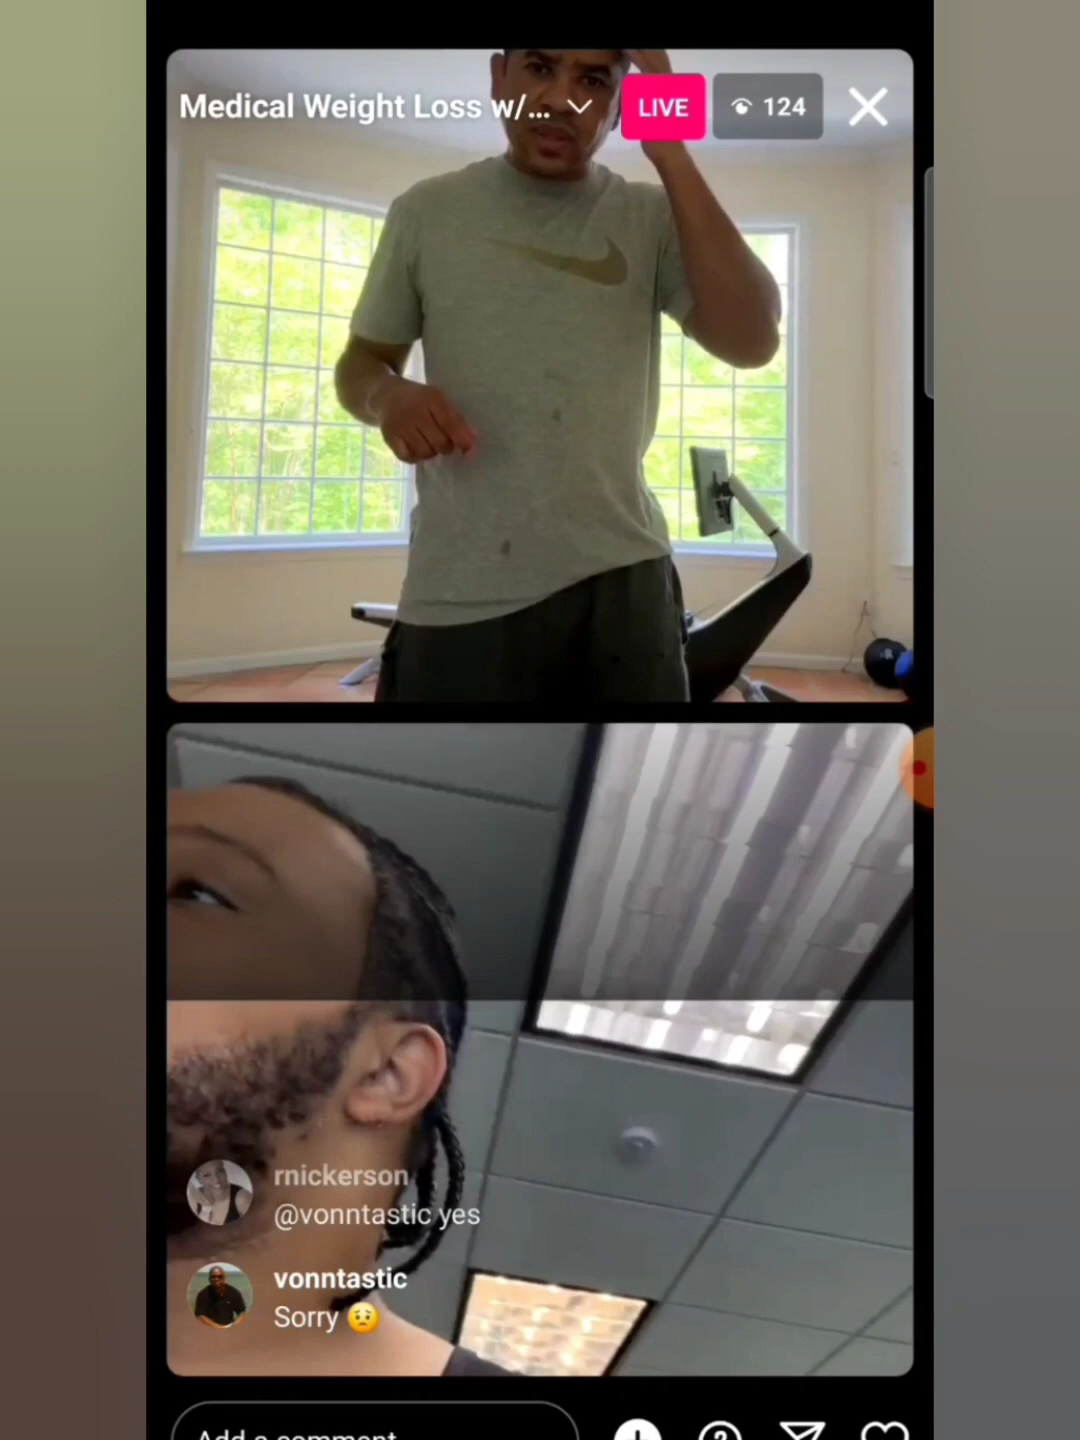 Medical Weight Loss w/...
LIVE
124
rnickerson
@vonntastic yes
vonntastic
Sorry 😟
Add a comment